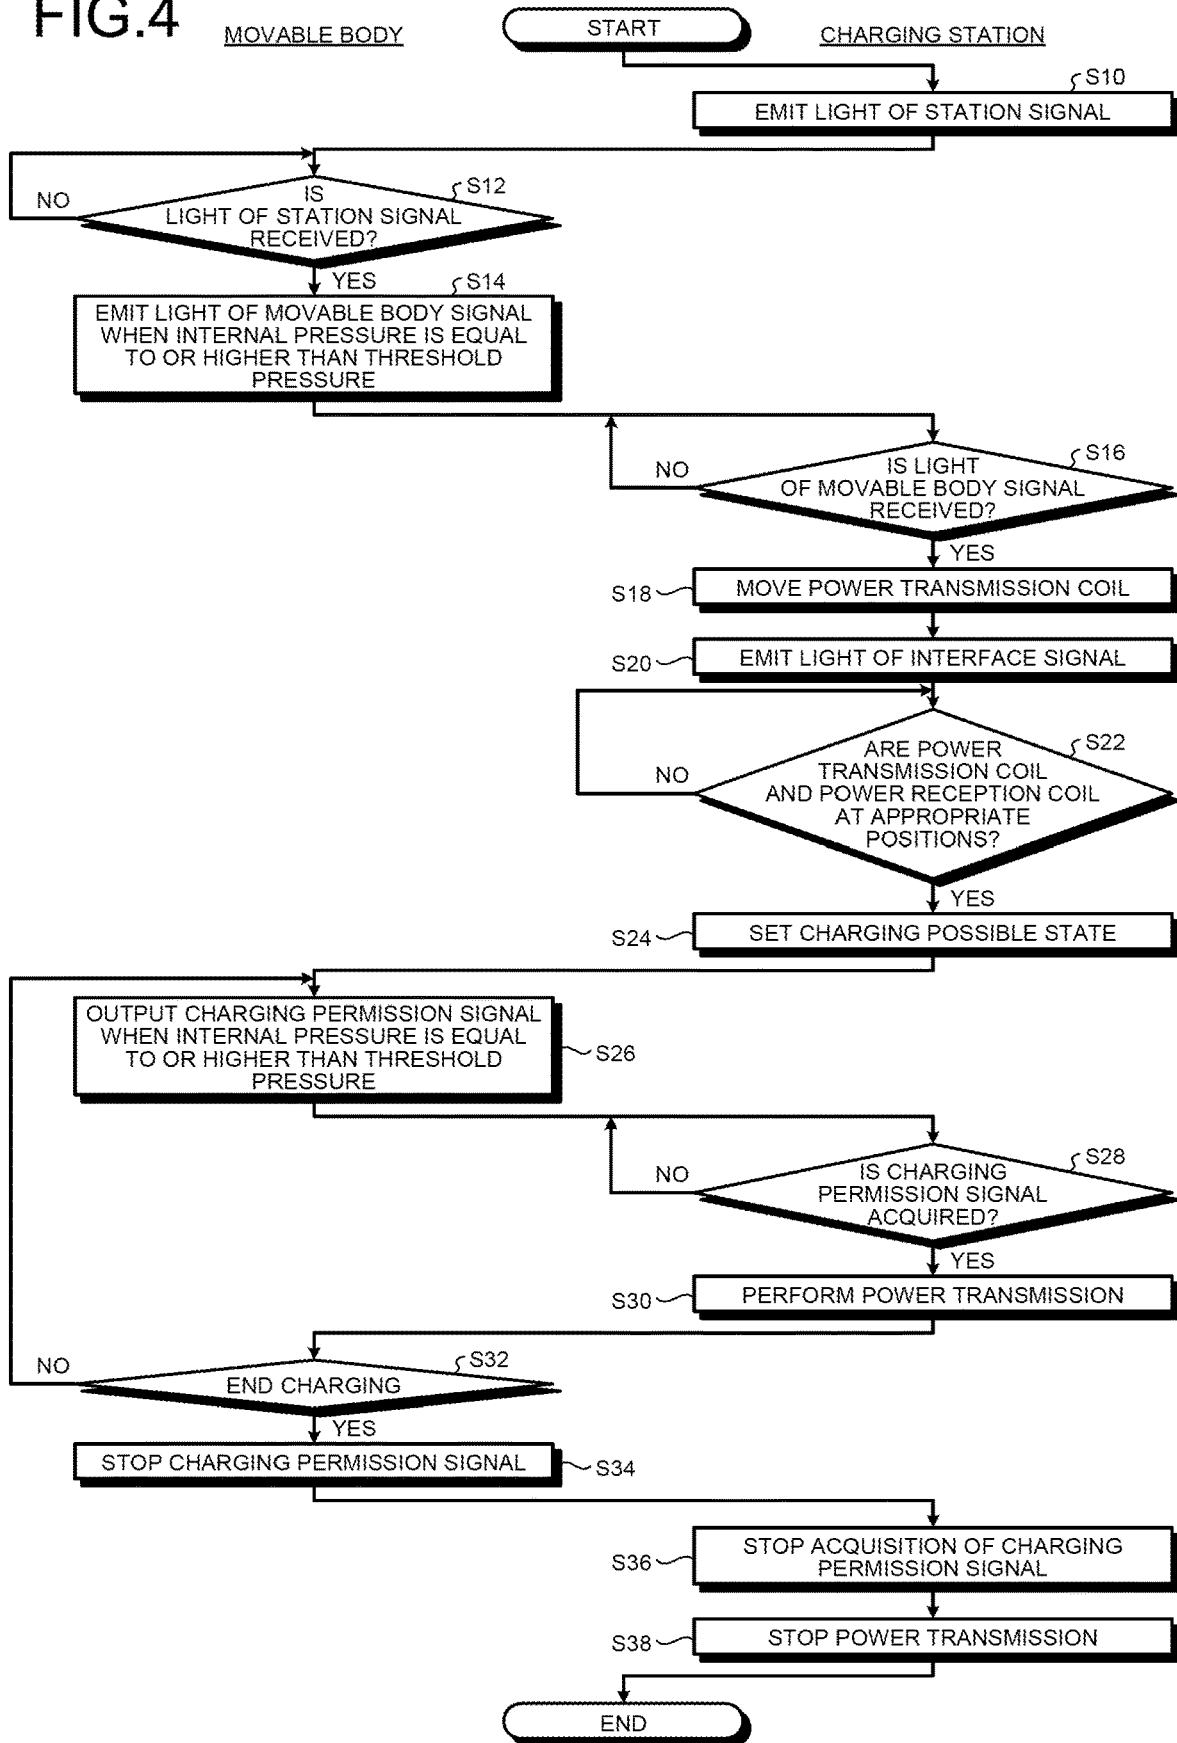 FIG.4
MOVABLE BODY
START
CHARGING STATION
S10
EMIT LIGHT OF STATION SIGNAL
NO
S12
IS
LIGHT OF STATION SIGNAL
RECEIVED?
YES
S14
EMIT LIGHT OF MOVABLE BODY SIGNAL
WHEN INTERNAL PRESSURE IS EQUAL
TO OR HIGHER THAN THRESHOLD
PRESSURE
S16
NO
IS LIGHT
OF MOVABLE BODY SIGNAL
RECEIVED?
YES
S18
MOVE POWER TRANSMISSION COIL
S20
EMIT LIGHT OF INTERFACE SIGNAL
S22
NO
ARE POWER
TRANSMISSION COIL
AND POWER RECEPTION COIL
AT APPROPRIATE
POSITIONS?
YES
S24
SET CHARGING POSSIBLE STATE
OUTPUT CHARGING PERMISSION SIGNAL
WHEN INTERNAL PRESSURE IS EQUAL
TO OR HIGHER THAN THRESHOLD
PRESSURE
S26
S28
NO
IS CHARGING
PERMISSION SIGNAL
ACQUIRED?
YES
S30
PERFORM POWER TRANSMISSION
NO
S32
END CHARGING
YES
STOP CHARGING PERMISSION SIGNAL
S34
S36
STOP ACQUISITION OF CHARGING
PERMISSION SIGNAL
S38
STOP POWER TRANSMISSION
END